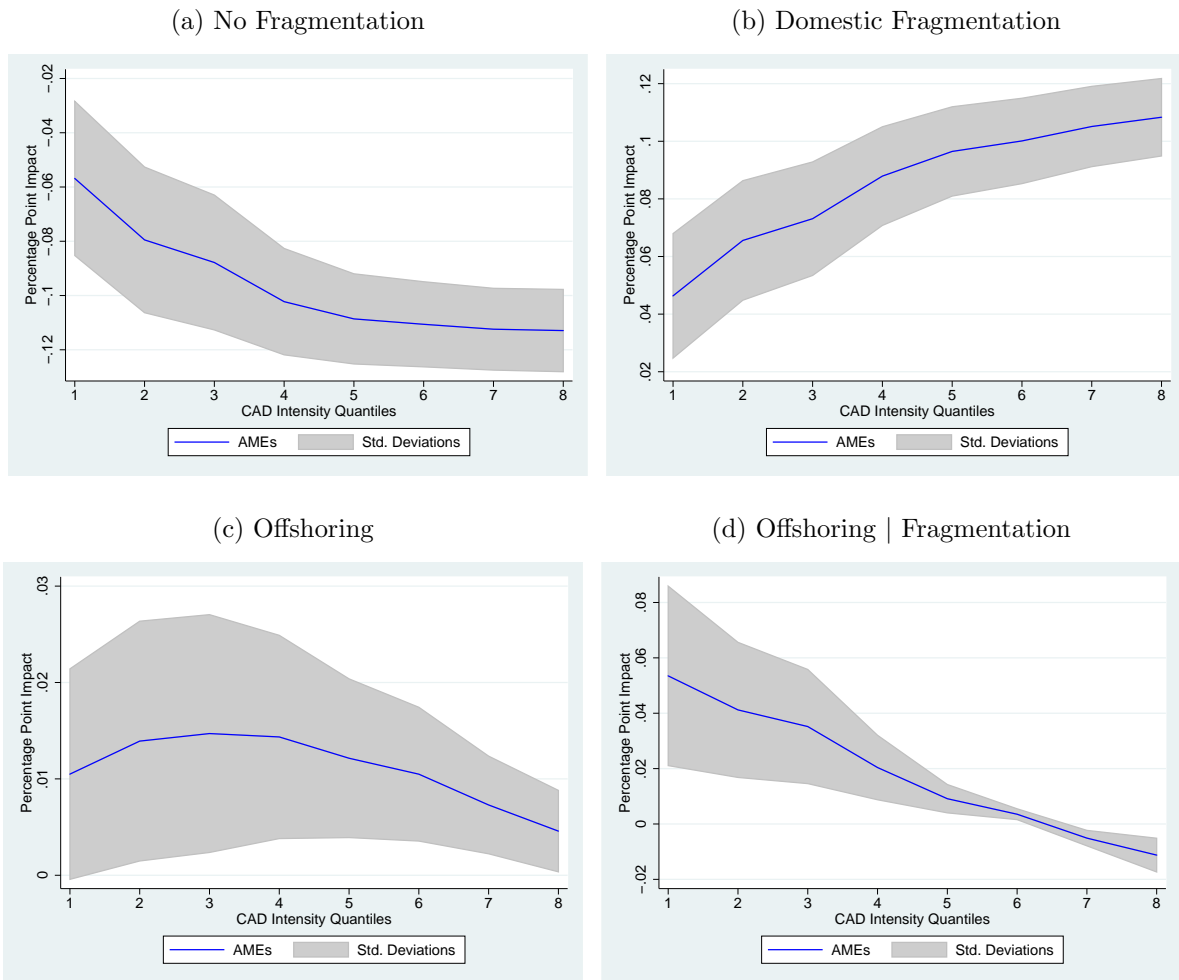 (a) No Fragmentation
Percentage Point Impact
-.02
-.04
-.06
-.08
-.1
-.12
1 2 3 4 5 6 7 8
CAD Intensity Quantiles
AMEs Std. Deviations
(b) Domestic Fragmentation
Percentage Point Impact
.12
.1
.08
.06
.04
.02
1 2 3 4 5 6 7 8
CAD Intensity Quantiles
AMEs Std. Deviations
(c) Offshoring
Percentage Point Impact
.03
.02
.01
0
1 2 3 4 5 6 7 8
CAD Intensity Quantiles
AMEs Std. Deviations
(d) Offshoring | Fragmentation
Percentage Point Impact
.08
.06
.04
.02
0
-.02
1 2 3 4 5 6 7 8
CAD Intensity Quantiles
AMEs Std. Deviations